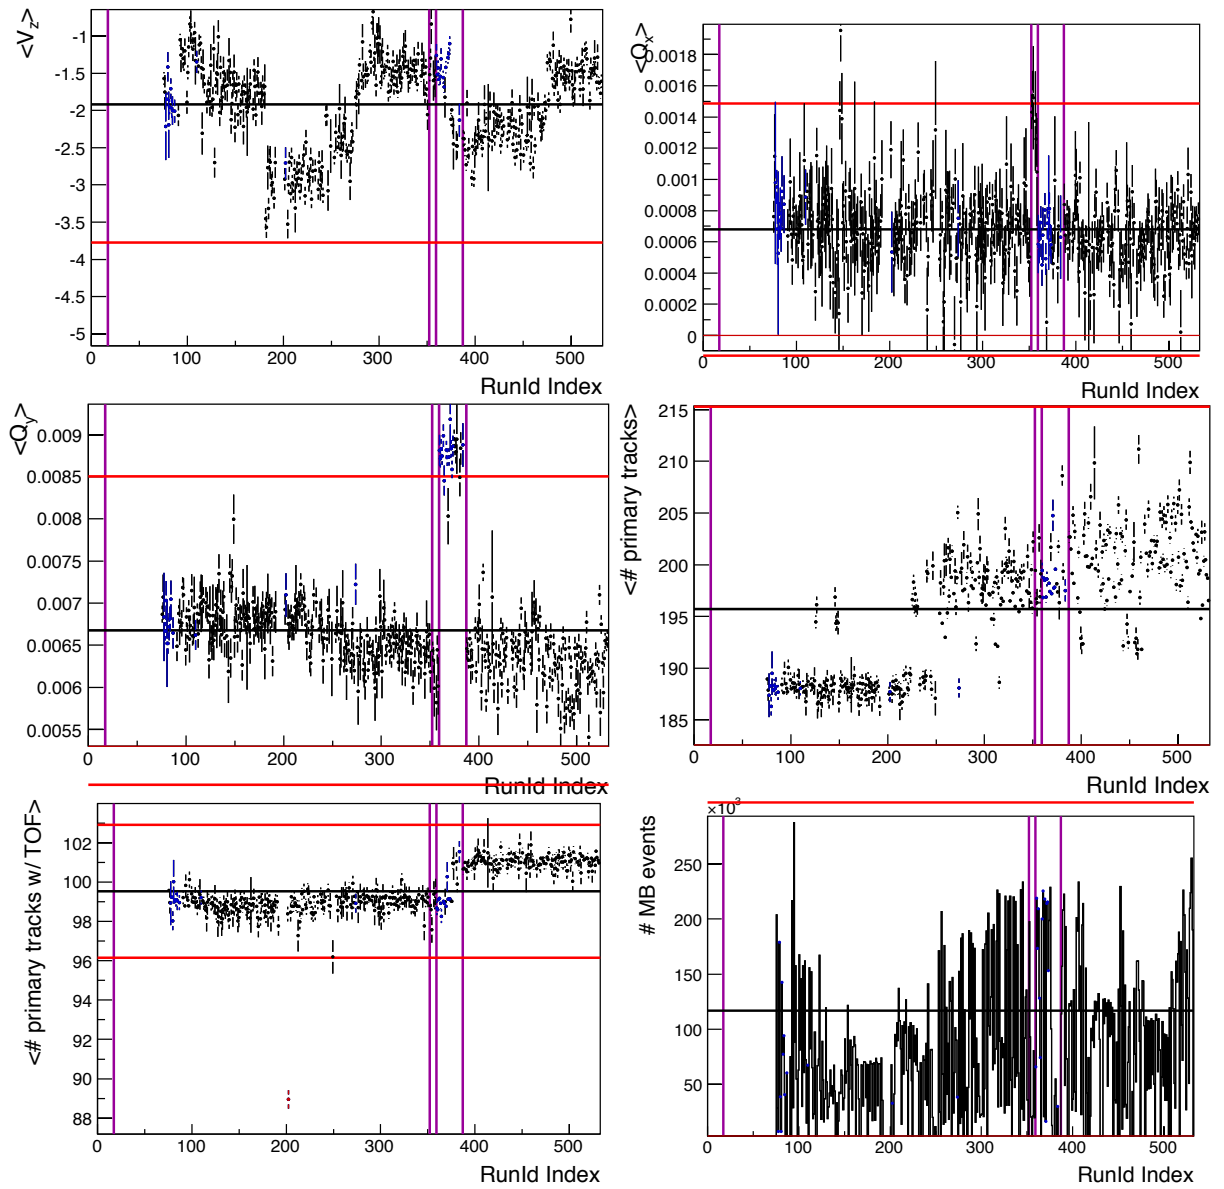 <V_z>
-1
-1.5
-2
-2.5
-3
-3.5
-4
-4.5
-5
0 100 200 300 400 500
RunId Index
<Q_x>
0.0018
0.0016
0.0014
0.0012
0.001
0.0008
0.0006
0.0004
0.0002
0
0 100 200 300 400 500
RunId Index
<Q_y>
0.009
0.0085
0.008
0.0075
0.007
0.0065
0.006
0.0055
0 100 200 300 400 500
RunId Index
<# primary tracks>
215
210
205
200
195
190
185
0 100 200 300 400 500
RunId Index
<# primary tracks w/ TOF>
102
100
98
96
94
92
90
88
0 100 200 300 400 500
RunId Index
×10³
# MB events
250
200
150
100
50
0 100 200 300 400 500
RunId Index